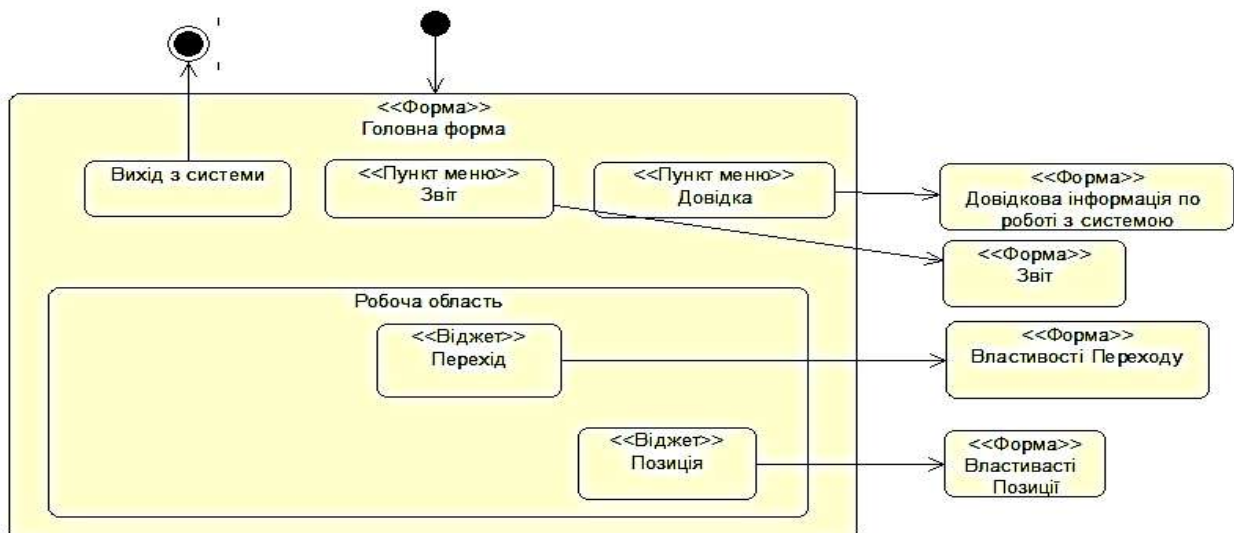 <<Форма>>
Головна форма
Вихід з системи
<<Пункт меню>>
Звіт
<<Пункт меню>>
Довідка
<<Форма>>
Довідкова інформація по
роботі з системою
<<Форма>>
Звіт
Робоча область
<<Віджет>>
Перехід
<<Форма>>
Властивості Переходу
<<Віджет>>
Позиція
<<Форма>>
Властивасті
Позиції